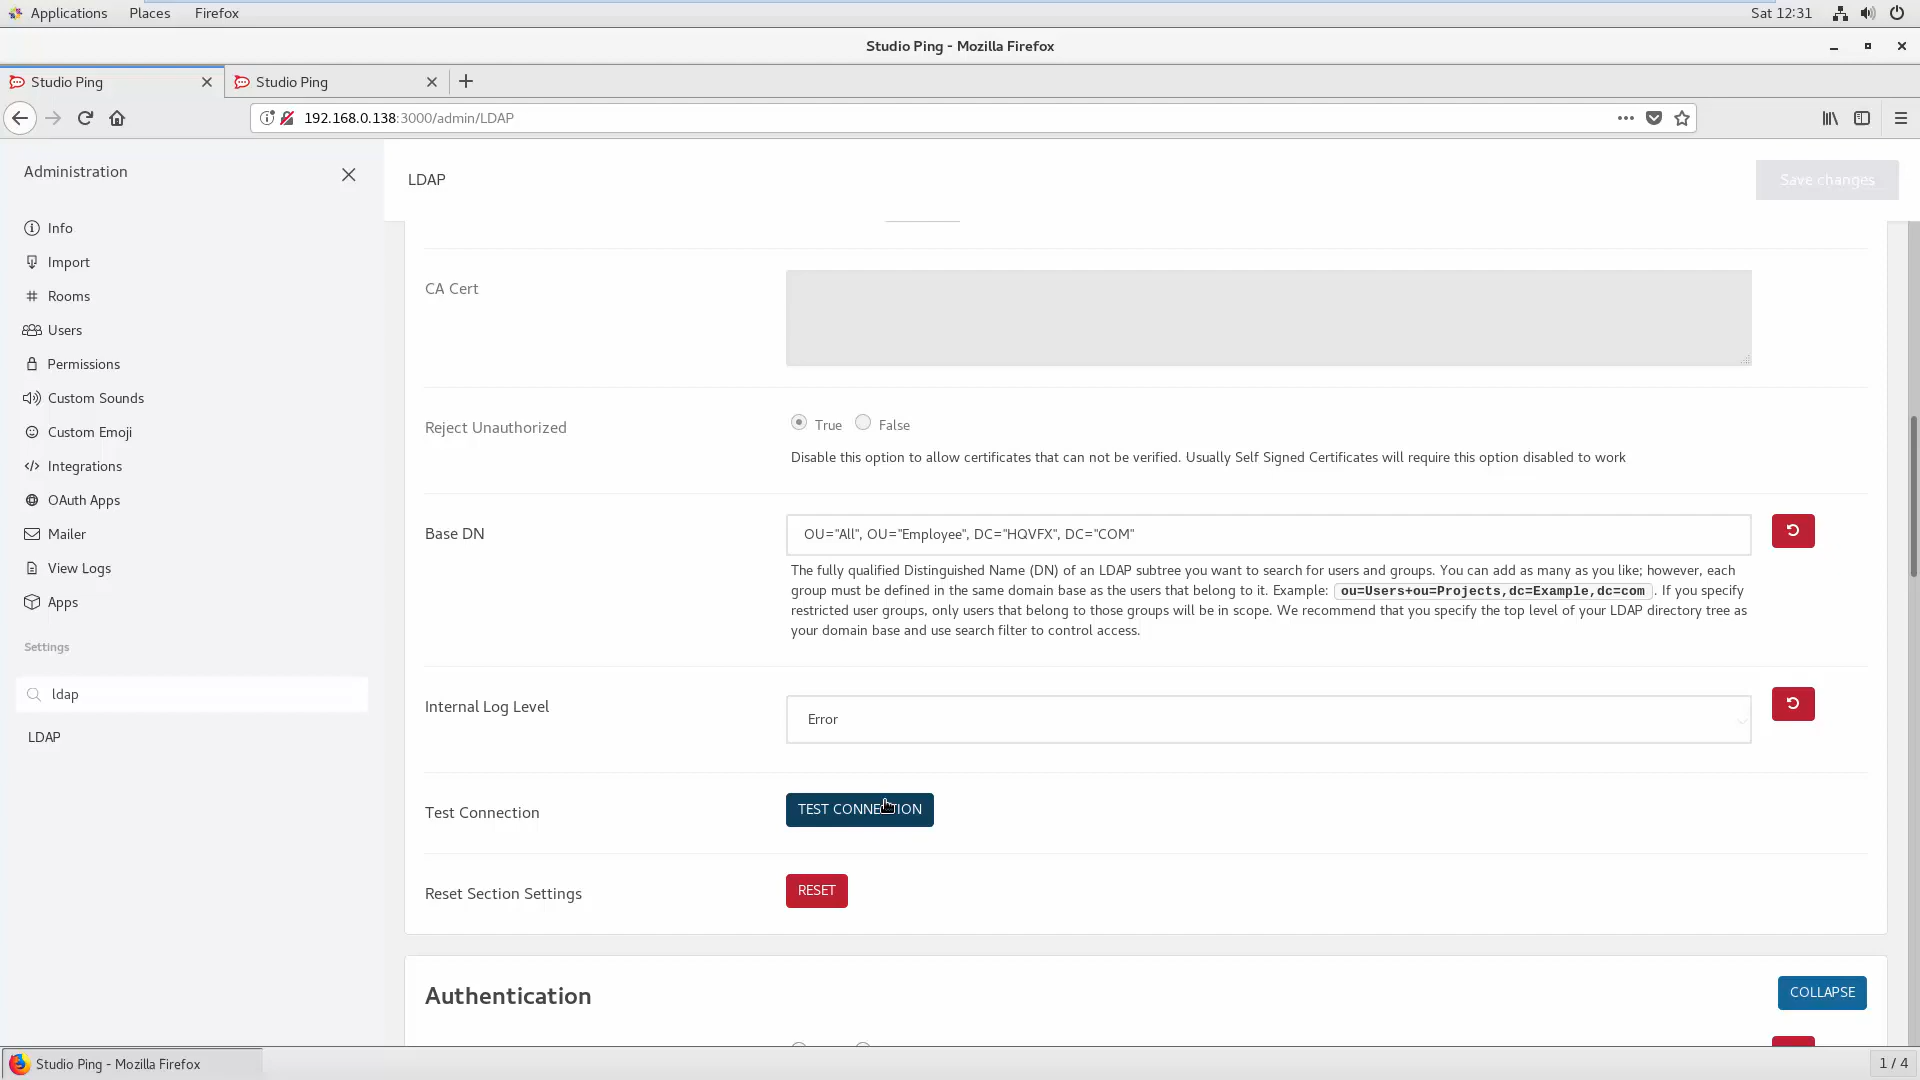 Applications Places Firefox Sat 12:31
Studio Ping - Mozilla Firefox
Studio Ping
Studio Ping
192.168.0.138:3000/admin/LDAP
Administration
Info
Import
Rooms
Users
Permissions
Custom Sounds
Custom Emoji
Integrations
OAuth Apps
Mailer
View Logs
Apps
Settings
ldap
LDAP
LDAP
Save changes
CA Cert
Reject Unauthorized
True False
Disable this option to allow certificates that can not be verified. Usually Self Signed Certificates will require this option disabled to work
Base DN
OU="All", OU="Employee", DC="HQVFX", DC="COM"
The fully qualified Distinguished Name (DN) of an LDAP subtree you want to search for users and groups. You can add as many as you like; however, each
group must be defined in the same domain base as the users that belong to it. Example: ou=Users+ou=Projects,dc=Example,dc=com . If you specify
restricted user groups, only users that belong to those groups will be in scope. We recommend that you specify the top level of your LDAP directory tree as
your domain base and use search filter to control access.
Internal Log Level
Error
Test Connection
TEST CONNECTION
Reset Section Settings
RESET
Authentication
COLLAPSE
Studio Ping - Mozilla Firefox
1 / 4